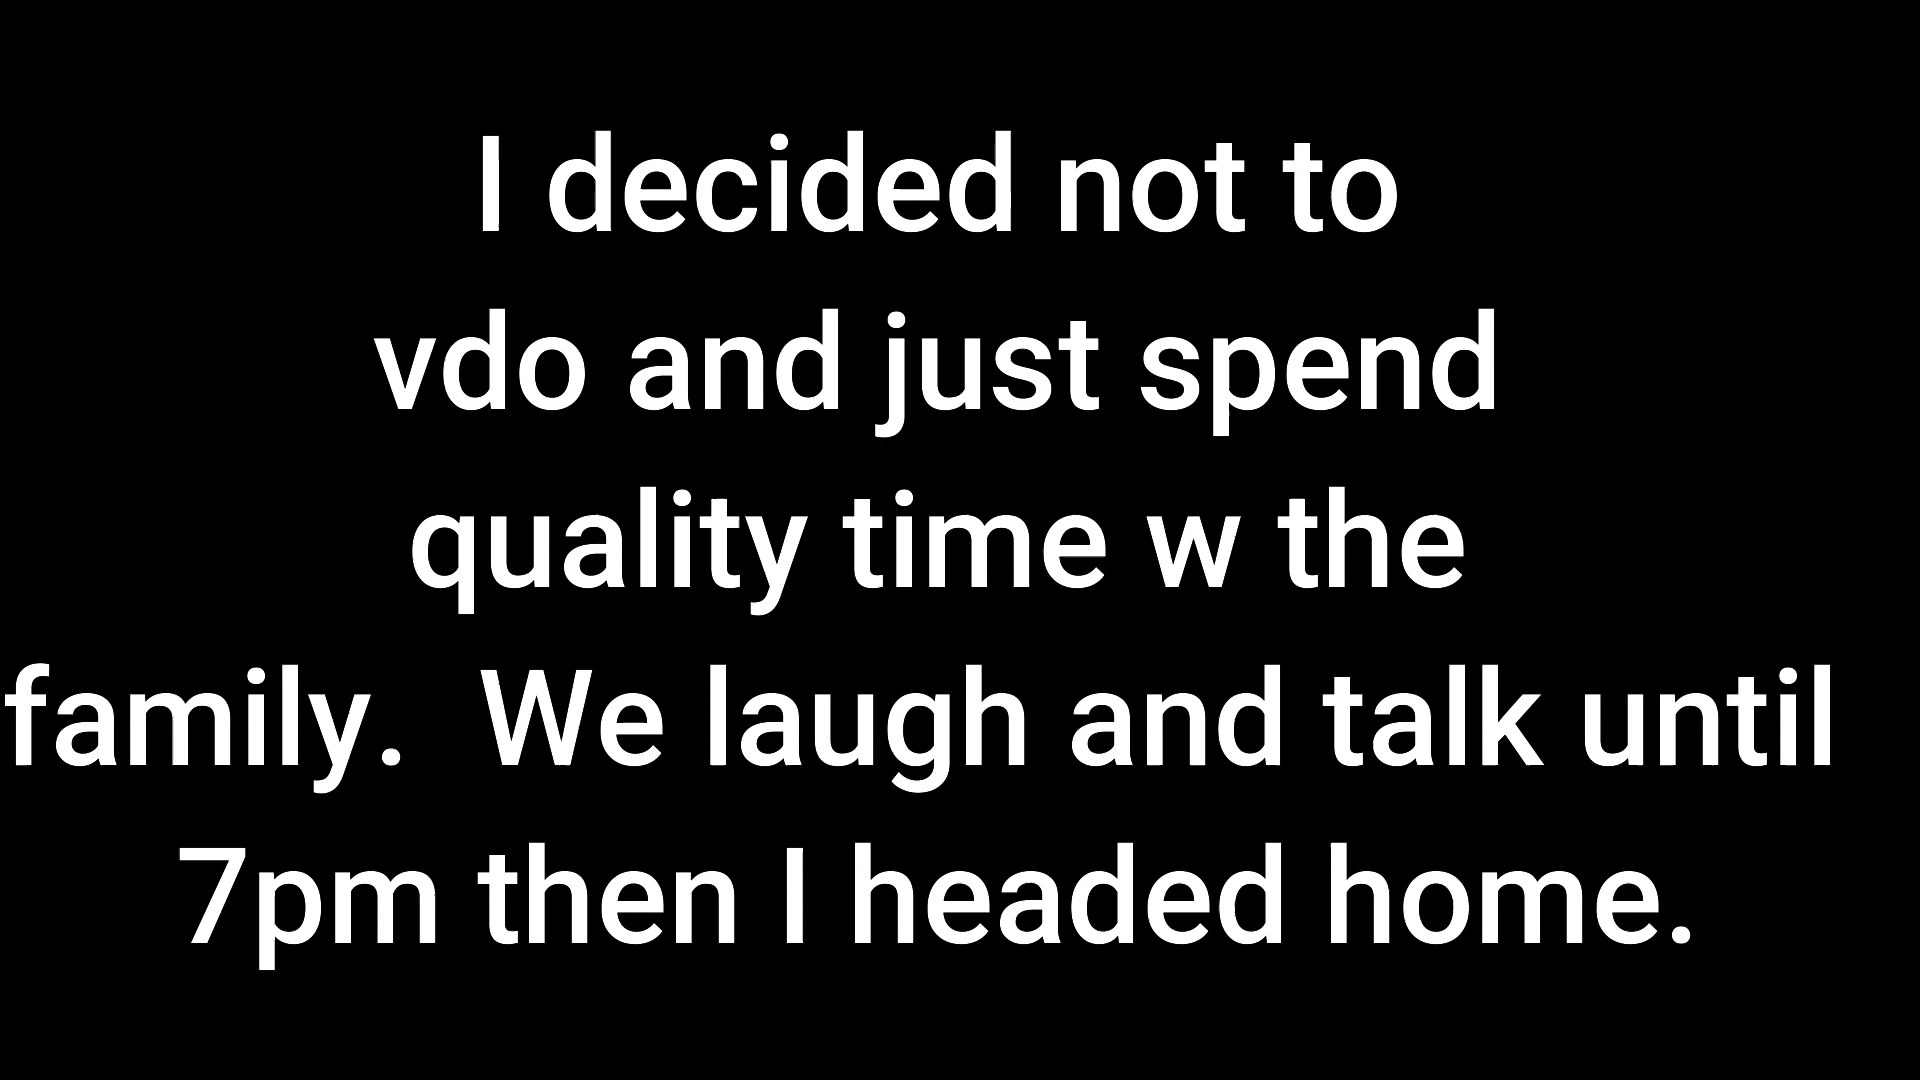 I decided not to
vdo and just spend
quality time w the
family.  We laugh and talk until
7pm then I headed home.